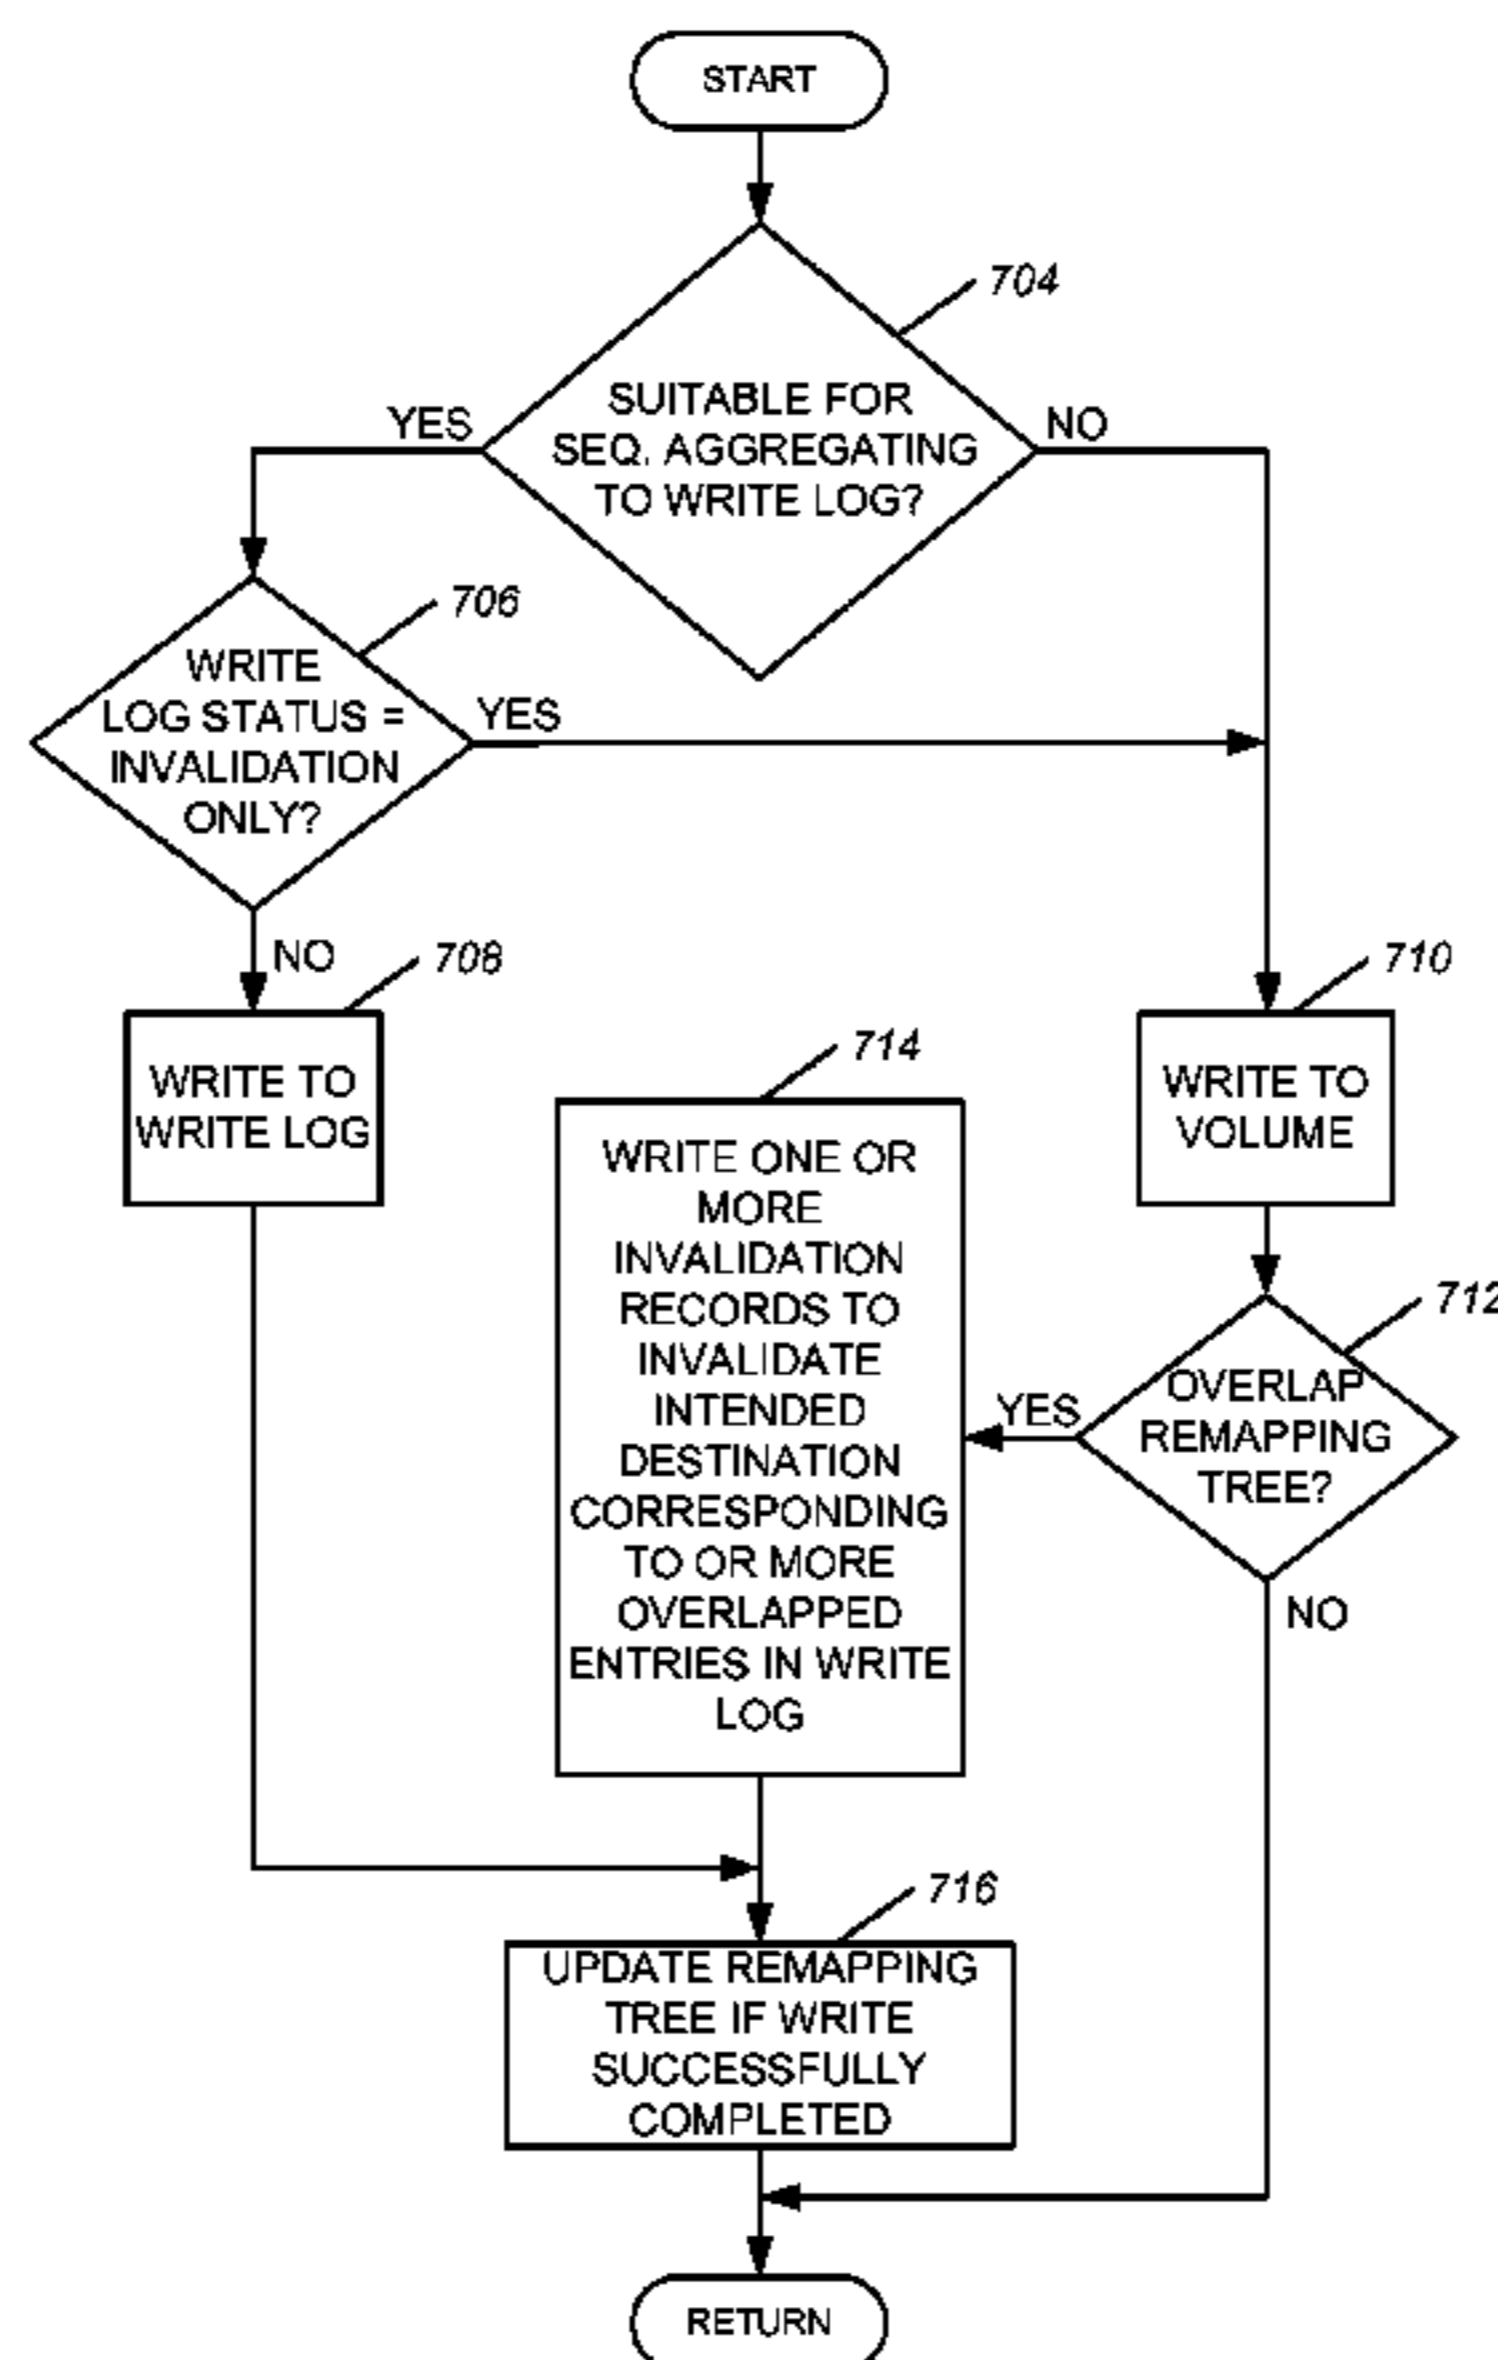 START
704
SUITABLE FOR
SEQ. AGGREGATING
TO WRITE LOG?
YES
NO
706
WRITE
LOG STATUS =
INVALIDATION
ONLY?
YES
NO
708
WRITE TO
WRITE LOG
710
WRITE TO
VOLUME
712
OVERLAP
REMAPPING
TREE?
YES
NO
714
WRITE ONE OR
MORE
INVALIDATION
RECORDS TO
INVALIDATE
INTENDED
DESTINATION
CORRESPONDING
TO OR MORE
OVERLAPPED
ENTRIES IN WRITE
LOG
716
UPDATE REMAPPING
TREE IF WRITE
SUCCESSFULLY
COMPLETED
RETURN